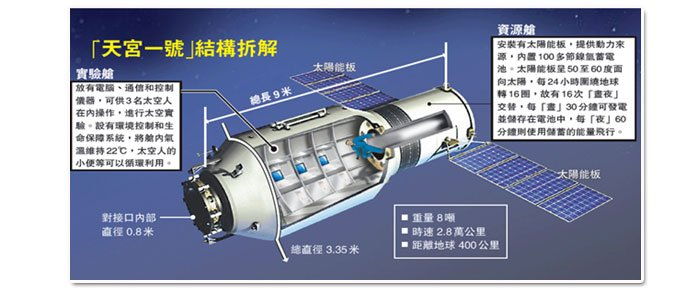 「天宮一號」結構拆解
實驗艙
放有電腦、通信和控制
儀器，可供3名太空人
在內操作，進行太空實
驗。設有環境控制和生
命保障系統，將艙內氣
溫維持22℃，太空人的
小便等可以循環利用。
太陽能板
總長9米
資源艙
安裝有太陽能板，提供動力來
源，內置100多節鎳氫蓄電
池。太陽能板呈50至60度面
向太陽，每24小時圍繞地球
轉16圈，故有16次「晝夜」
交替，每「晝」30分鐘可發電
並儲存在電池中，每「夜」60
分鐘則使用儲蓄的能量飛行。
太陽能板
對接口內部
直徑0.8米
總直徑3.35米
■ 重量8噸
■ 時速2.8萬公里
■ 距離地球400公里